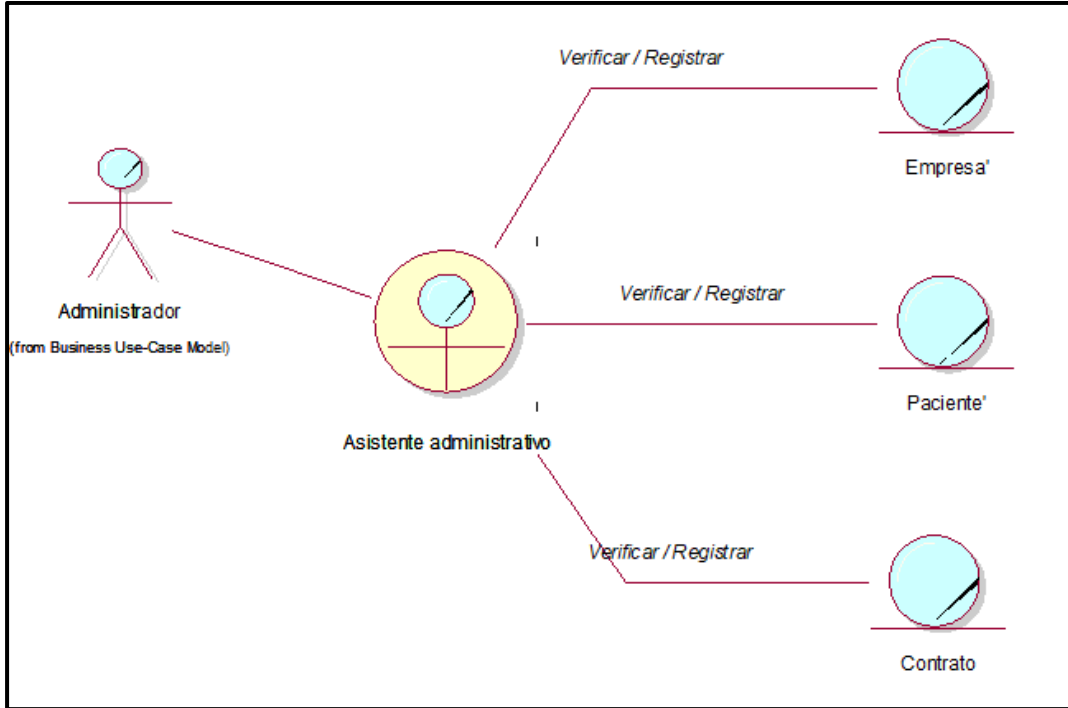 Verificar / Registrar
Empresa'
Administrador
(from Business Use-Case Model)
Verificar / Registrar
Paciente'
Asistente administrativo
Verificar / Registrar
Contrato